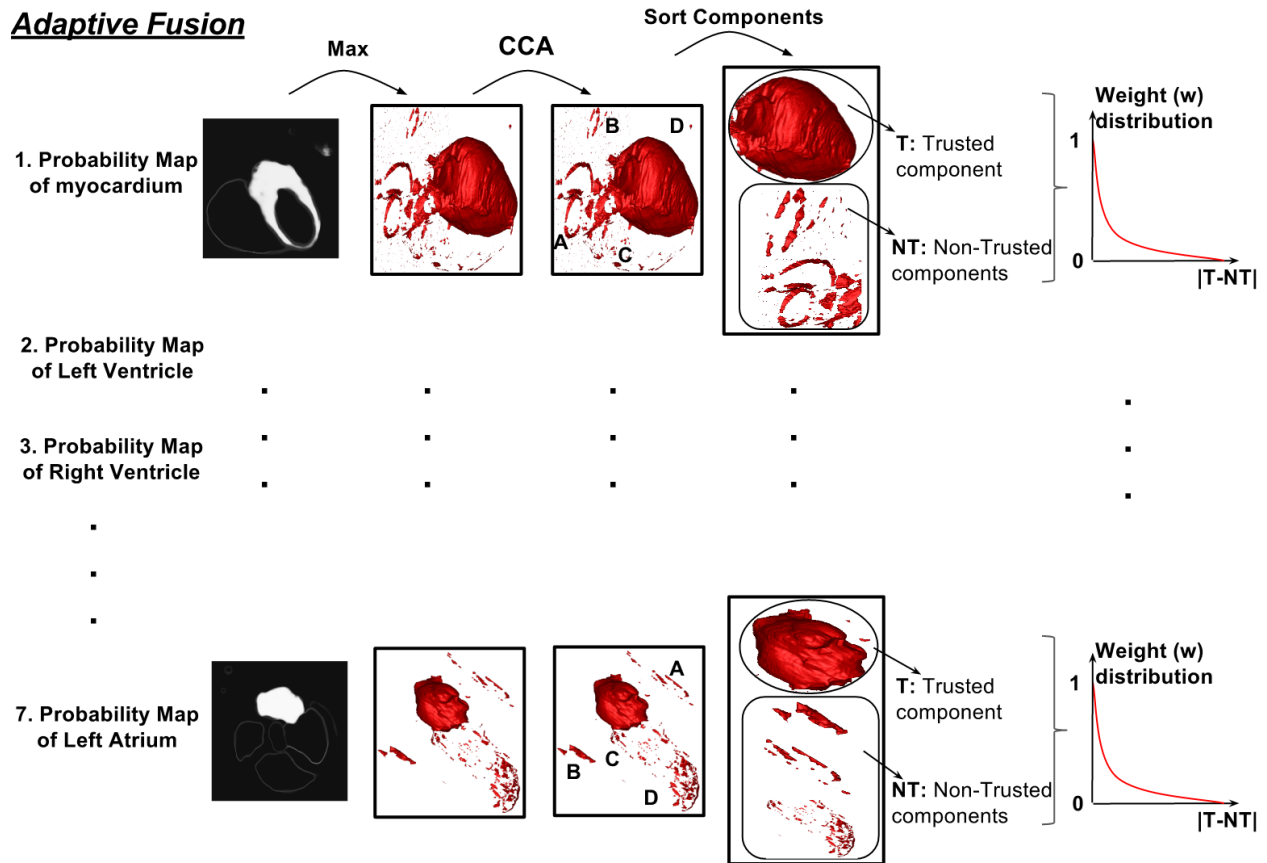 Adaptive Fusion
Max
CCA
Sort Components
1. Probability Map
of myocardium
A
B
C
D
T: Trusted
component
NT: Non-Trusted
components
Weight (w)
distribution
1
0
|T-NT|
2. Probability Map
of Left Ventricle
3. Probability Map
of Right Ventricle
7. Probability Map
of Left Atrium
A
B
C
D
T: Trusted
component
NT: Non-Trusted
components
Weight (w)
distribution
1
0
|T-NT|